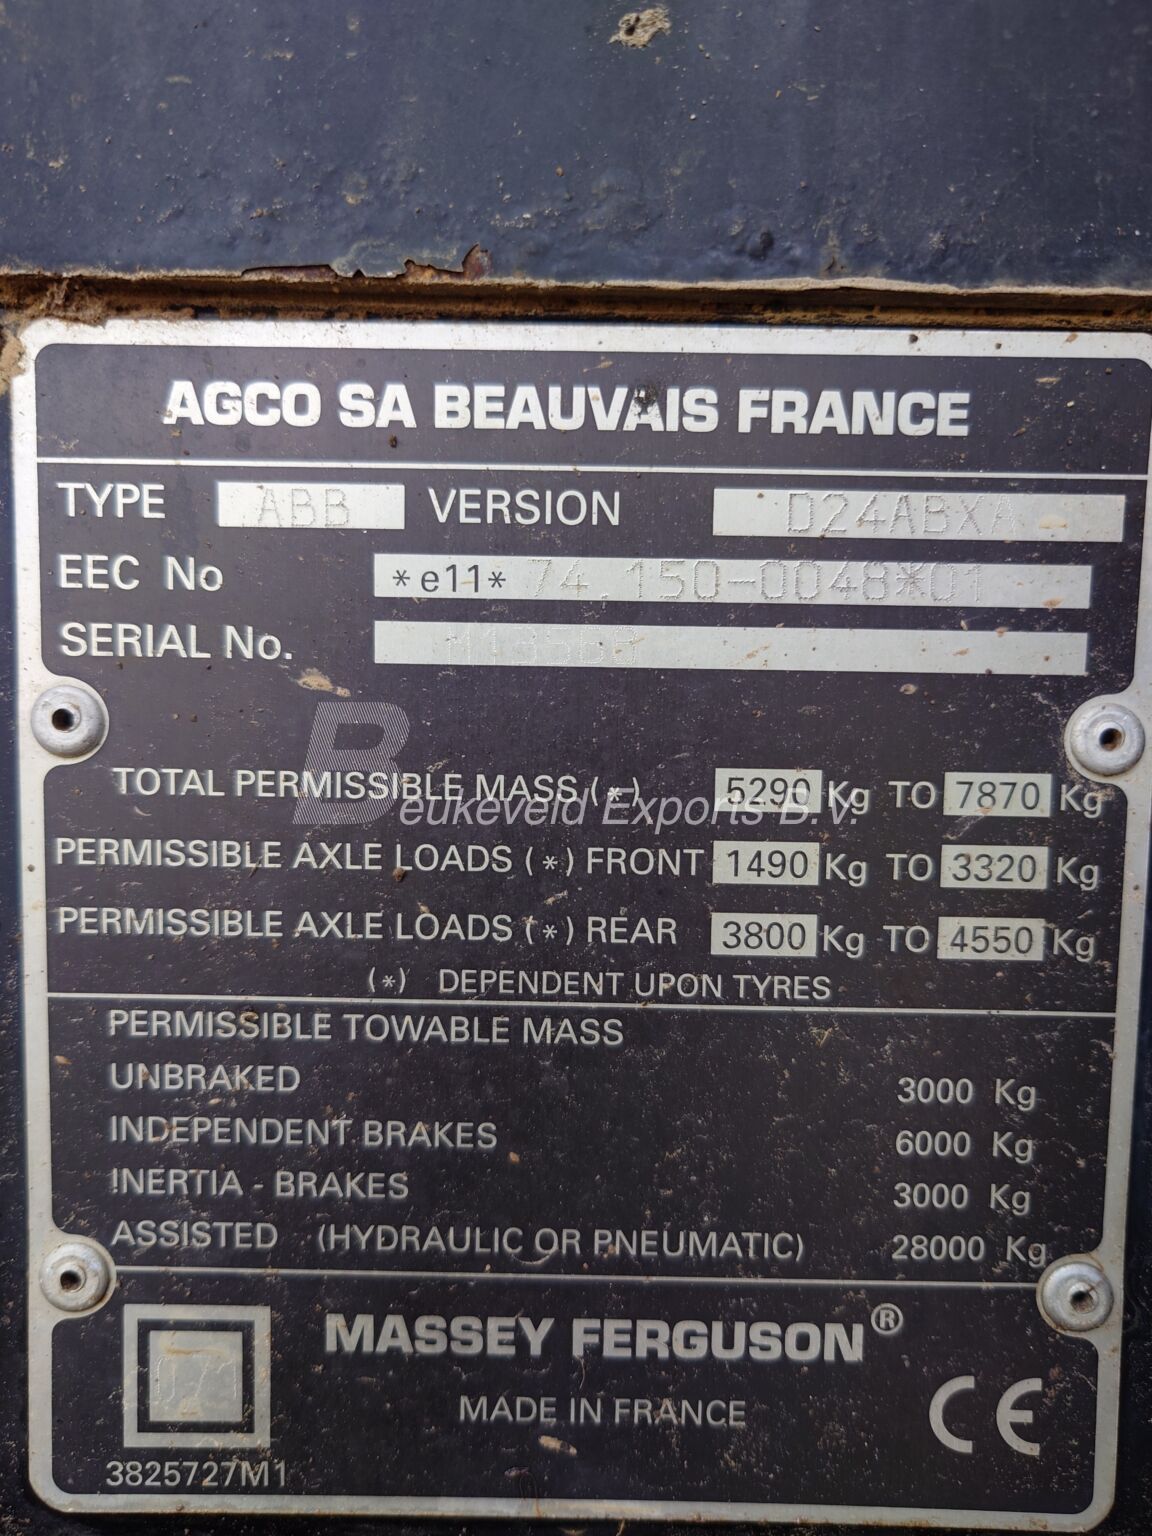 AGCO SA BEAUVAIS FRANCE
TYPE ABB VERSION D24ABXA
EEC No *e11* 74.150-0048*01
SERIAL No.
TOTAL PERMISSIBLE MASS (*) 5290 Kg TO 7870 Kg
Beukeveld Exports B.V.
PERMISSIBLE AXLE LOADS (*) FRONT 1490 Kg TO 3320 Kg
PERMISSIBLE AXLE LOADS (*) REAR 3800 Kg TO 4550 Kg
(*) DEPENDENT UPON TYRES
PERMISSIBLE TOWABLE MASS
UNBRAKED 3000 Kg
INDEPENDENT BRAKES 6000 Kg
INERTIA - BRAKES 3000 Kg
ASSISTED (HYDRAULIC OR PNEUMATIC) 28000 Kg
MASSEY FERGUSON®
MADE IN FRANCE
CE
3825727M1